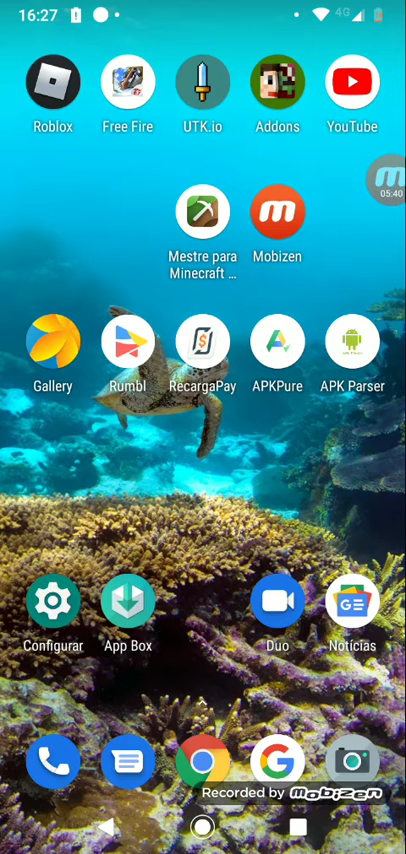 16:27
4G
Roblox
Free Fire
UTK.io
Addons
YouTube
05:40
Mestre para
Minecraft ...
Mobizen
Gallery
Rumbl
RecargaPay
APKPure
APK Parser
Configurar
App Box
Duo
Notícias
Recorded by Mobizen